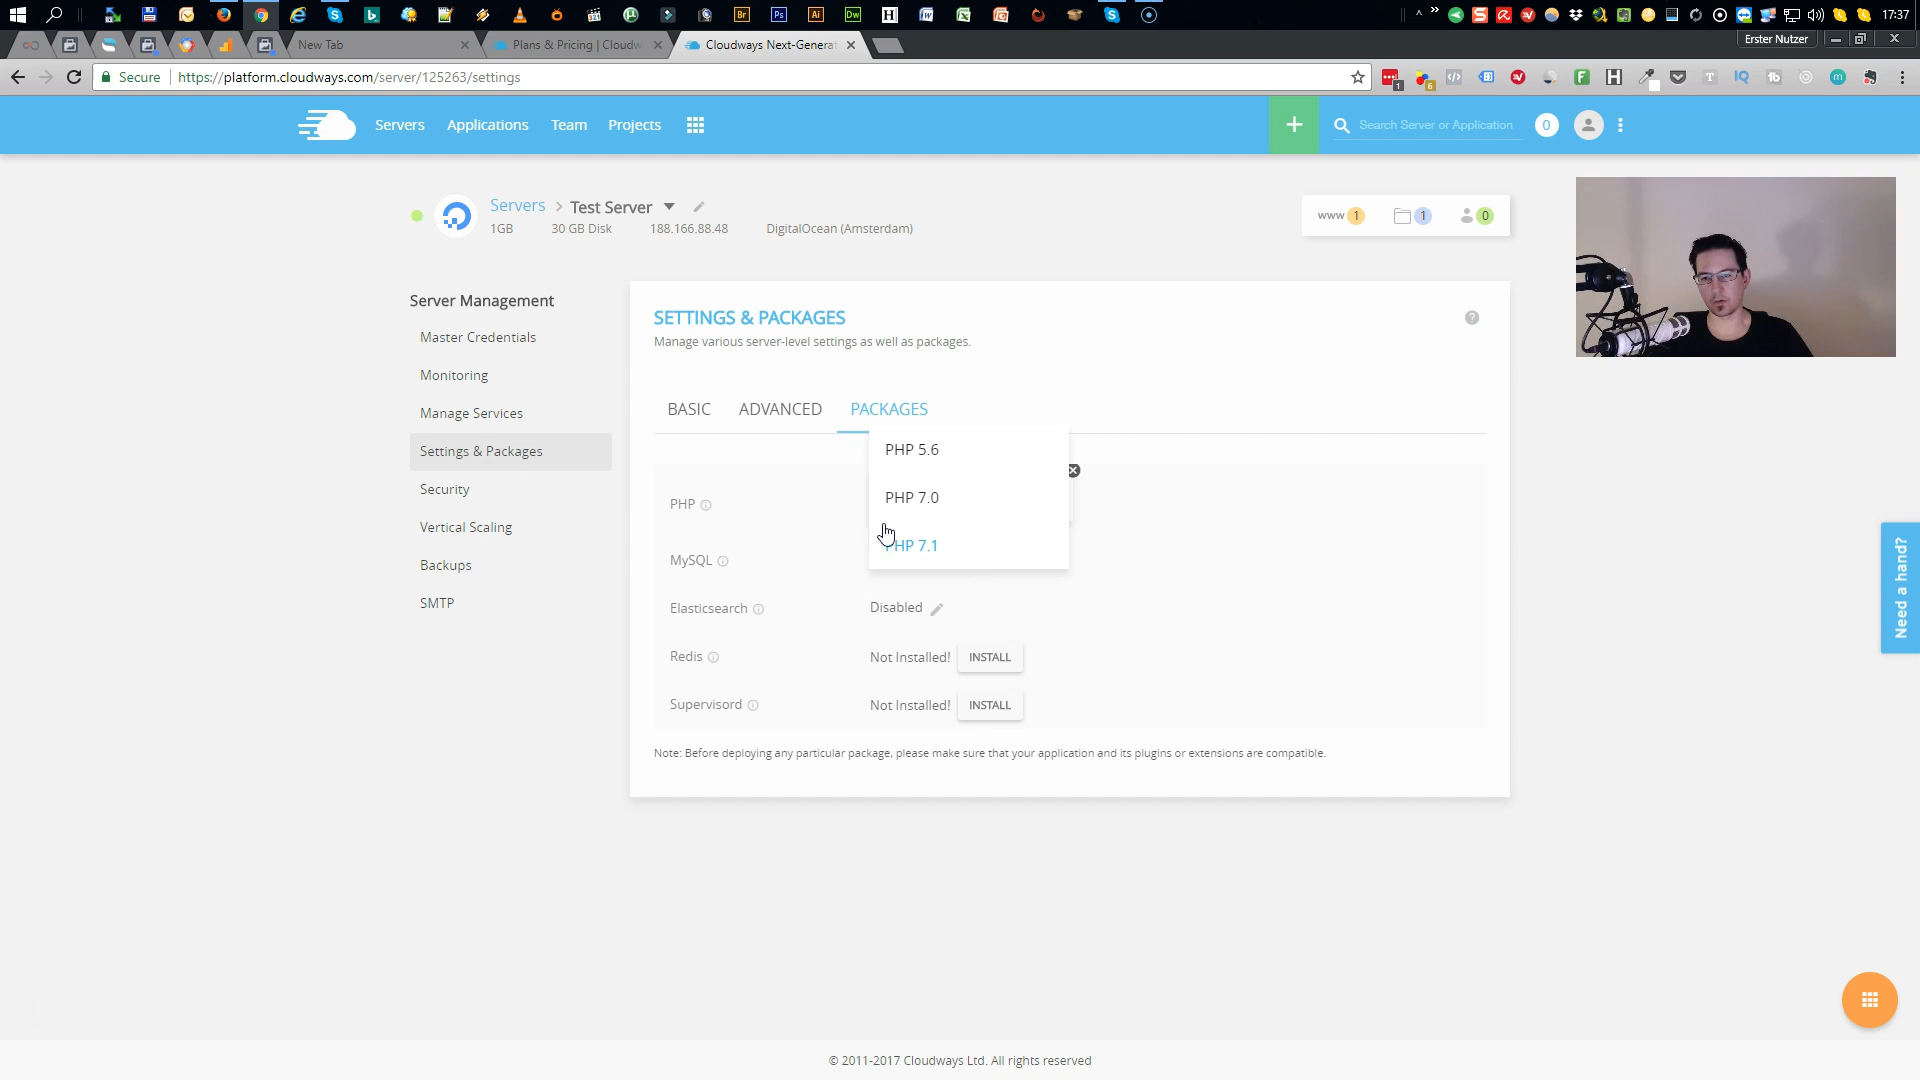 17:37
New Tab
Plans & Pricing | Cloudw
Cloudways Next-Genera
Erster Nutzer
Secure
https://platform.cloudways.com/server/125263/settings
Servers
Applications
Team
Projects
+
Search Server or Application
0
Servers > Test Server
1GB
30 GB Disk
188.166.88.48
DigitalOcean (Amsterdam)
www 1
1
0
Server Management
Master Credentials
Monitoring
Manage Services
Settings & Packages
Security
Vertical Scaling
Backups
SMTP
SETTINGS & PACKAGES
Manage various server-level settings as well as packages.
BASIC
ADVANCED
PACKAGES
PHP 5.6
PHP 7.0
PHP 7.1
PHP
MySQL
Elasticsearch
Disabled
Redis
Not Installed!
INSTALL
Supervisord
Not Installed!
INSTALL
Note: Before deploying any particular package, please make sure that your application and its plugins or extensions are compatible.
Need a hand?
© 2011-2017 Cloudways Ltd. All rights reserved